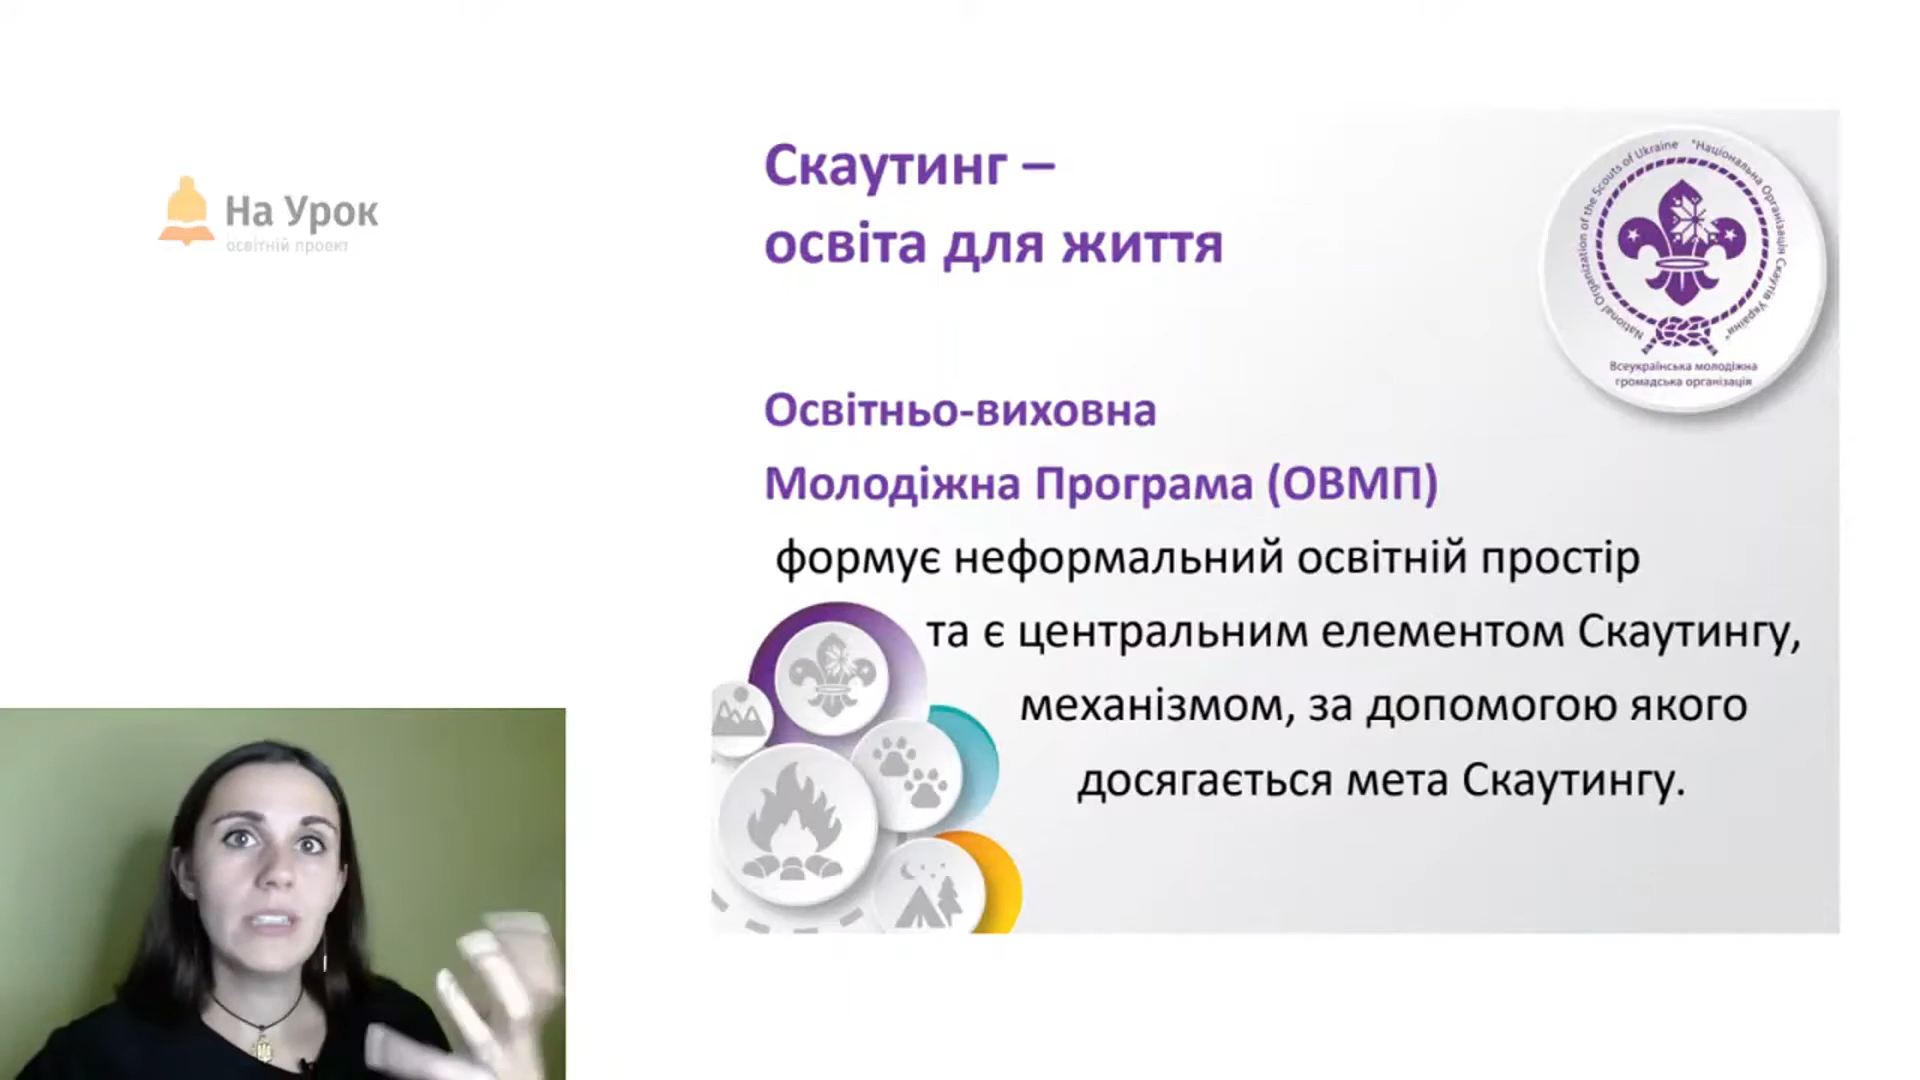 На Урок
освітній проект
Скаутинг –
освіта для життя
National Organization of the Scouts of Ukraine
"Національна Організація Скаутів України"
Всеукраїнська молодіжна
громадська організація
Освітньо-виховна
Молодіжна Програма (ОВМП)
формує неформальний освітній простір
та є центральним елементом Скаутингу,
механізмом, за допомогою якого
досягається мета Скаутингу.